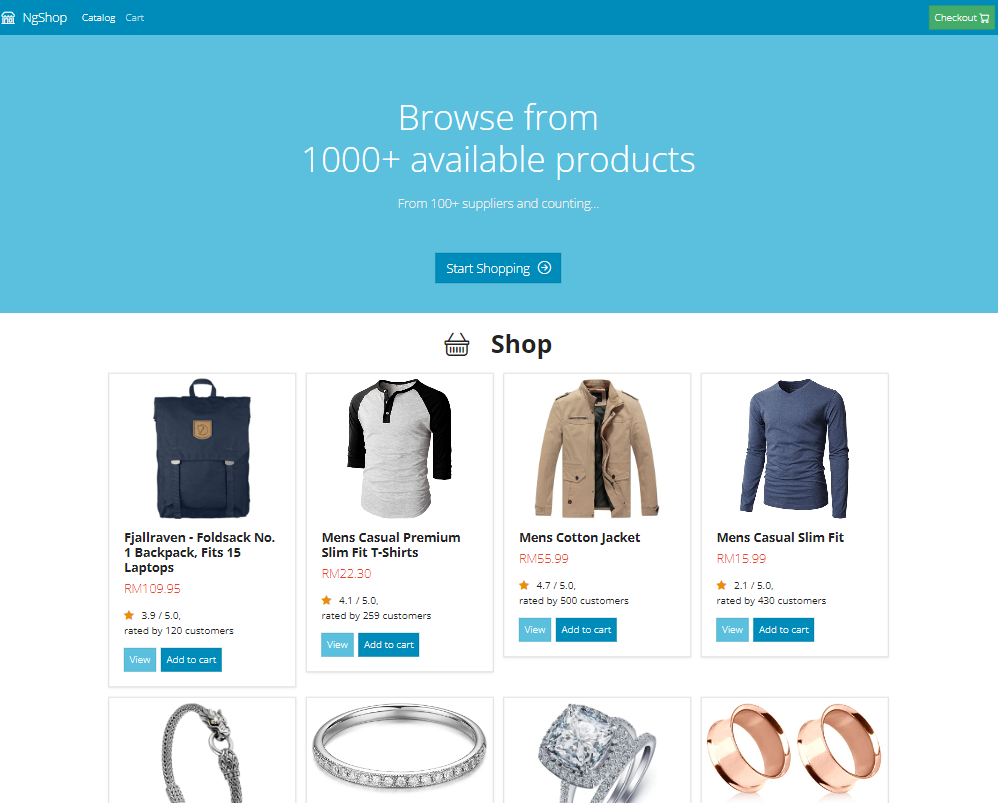 NgShop Catalog Cart Checkout
Browse from
1000+ available products
From 100+ suppliers and counting...
Start Shopping
Shop
Fjallraven - Foldsack No.
1 Backpack, Fits 15
Laptops
RM109.95
3.9 / 5.0,
rated by 120 customers
View Add to cart
Mens Casual Premium
Slim Fit T-Shirts
RM22.30
4.1 / 5.0,
rated by 259 customers
View Add to cart
Mens Cotton Jacket
RM55.99
4.7 / 5.0,
rated by 500 customers
View Add to cart
Mens Casual Slim Fit
RM15.99
2.1 / 5.0,
rated by 430 customers
View Add to cart